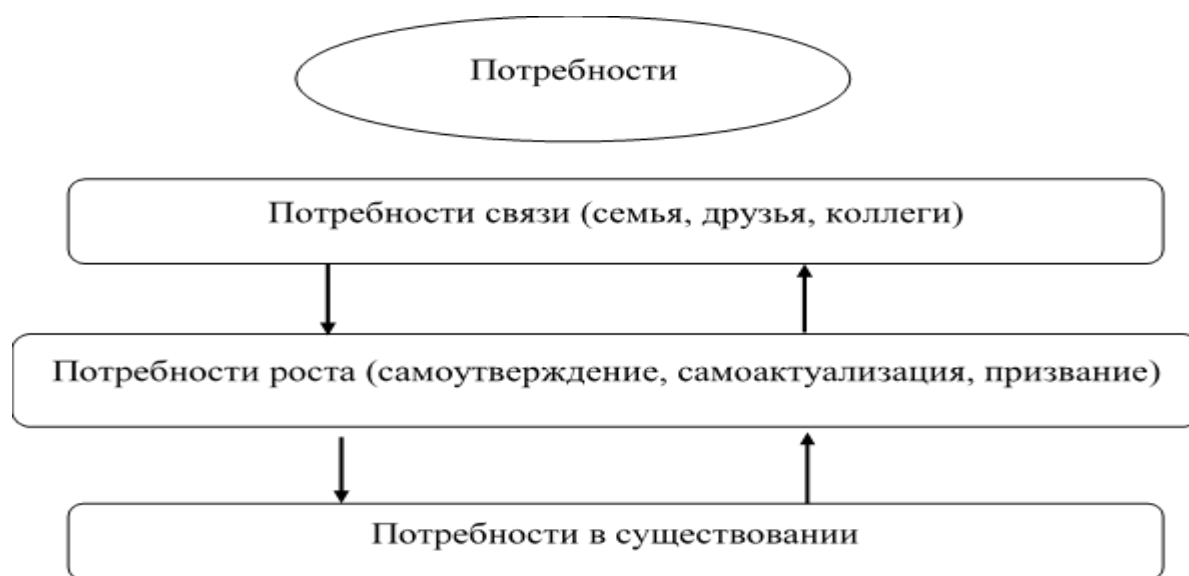 Потребности
Потребности связи (семья, друзья, коллеги)
Потребности роста (самоутверждение, самоактуализация, призвание)
Потребности в существовании